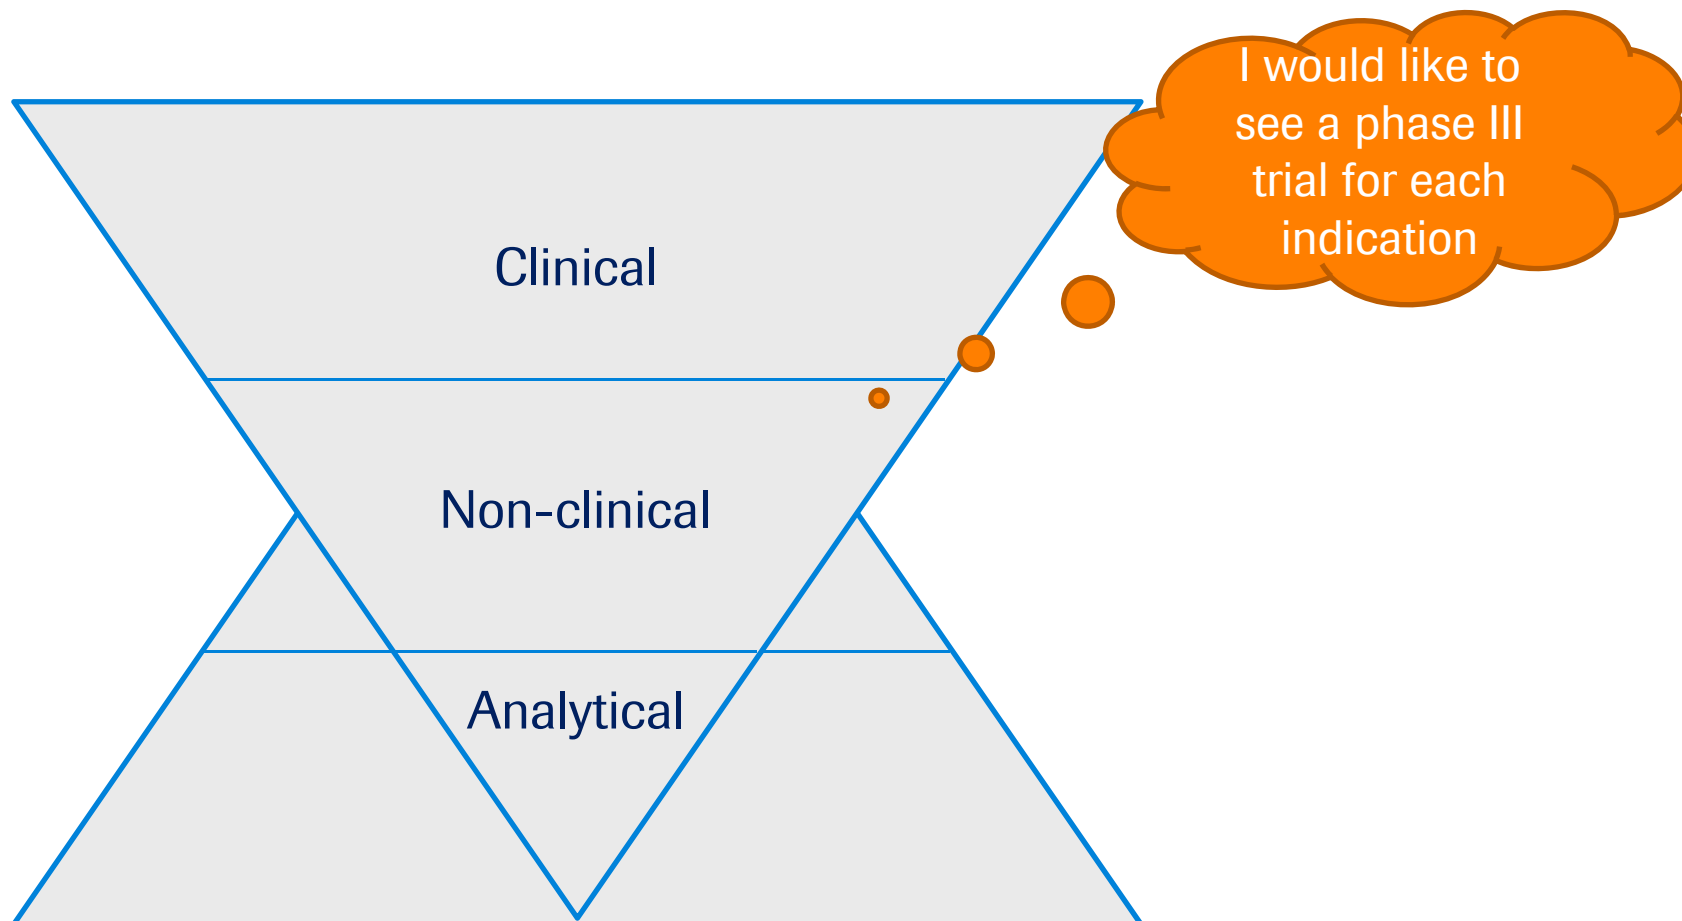 I would like to
see a phase III
trial for each
indication
Clinical
Non-clinical
Analytical